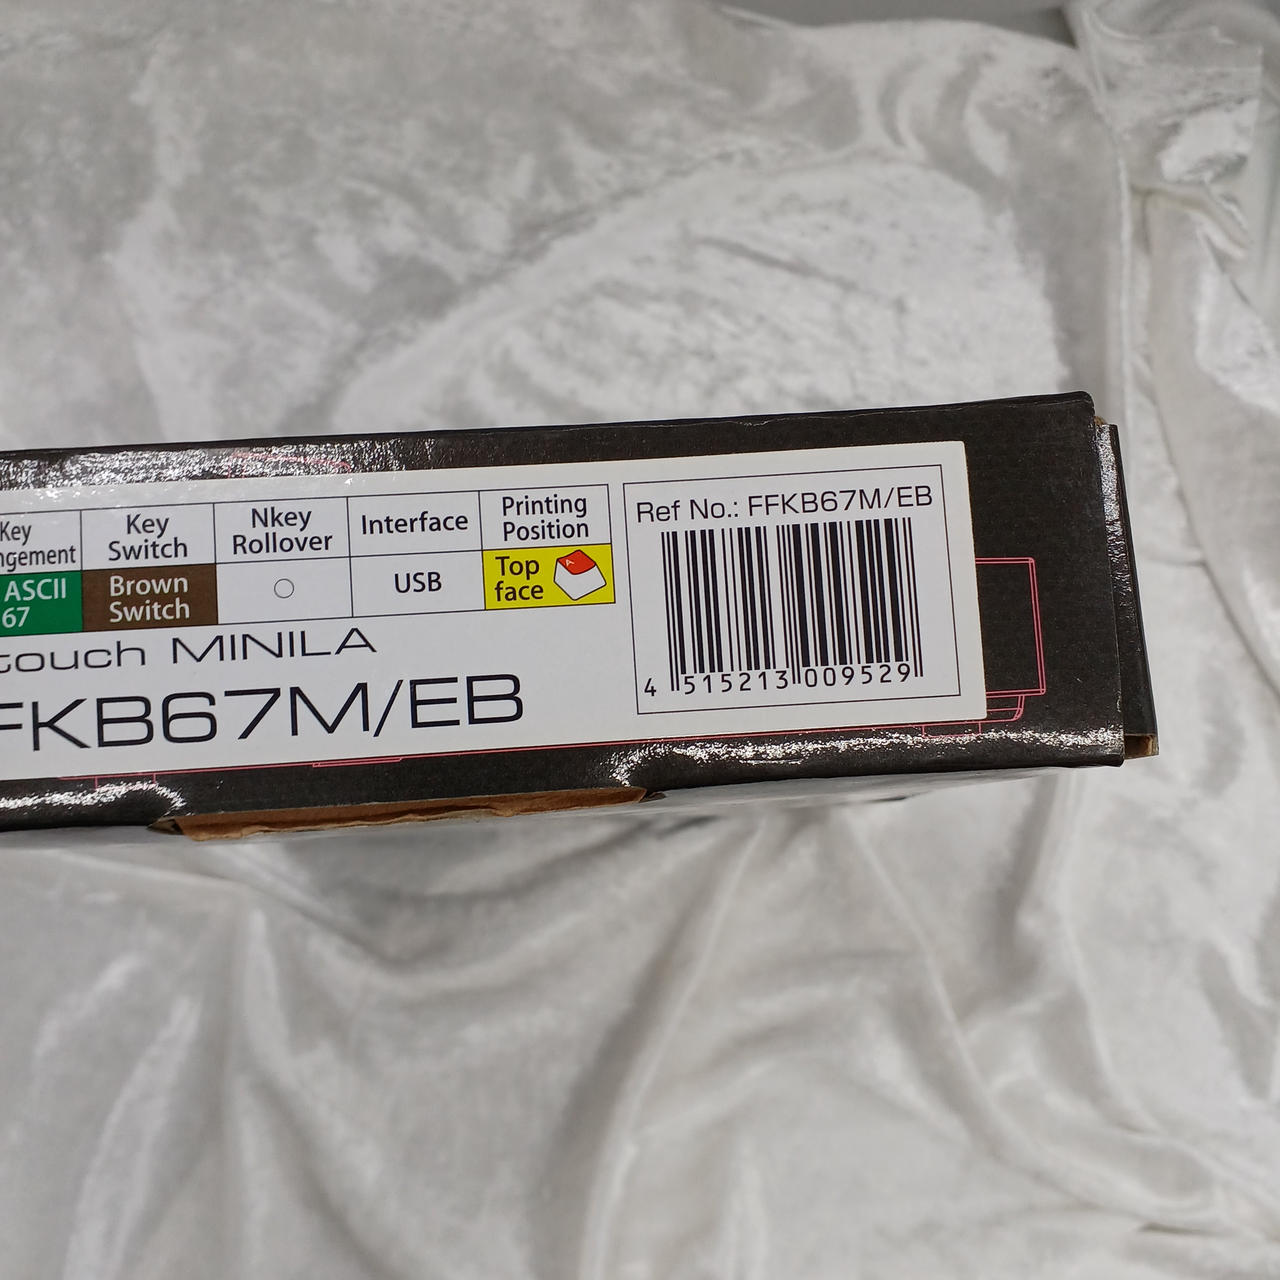 Key
ngement
Key
Switch
Nkey
Rollover
Interface
Printing
Position
ASCII
67
Brown
Switch
○
USB
Top
face
A
touch MINILA
FKB67M/EB
Ref No.: FFKB67M/EB
4 515213 009529